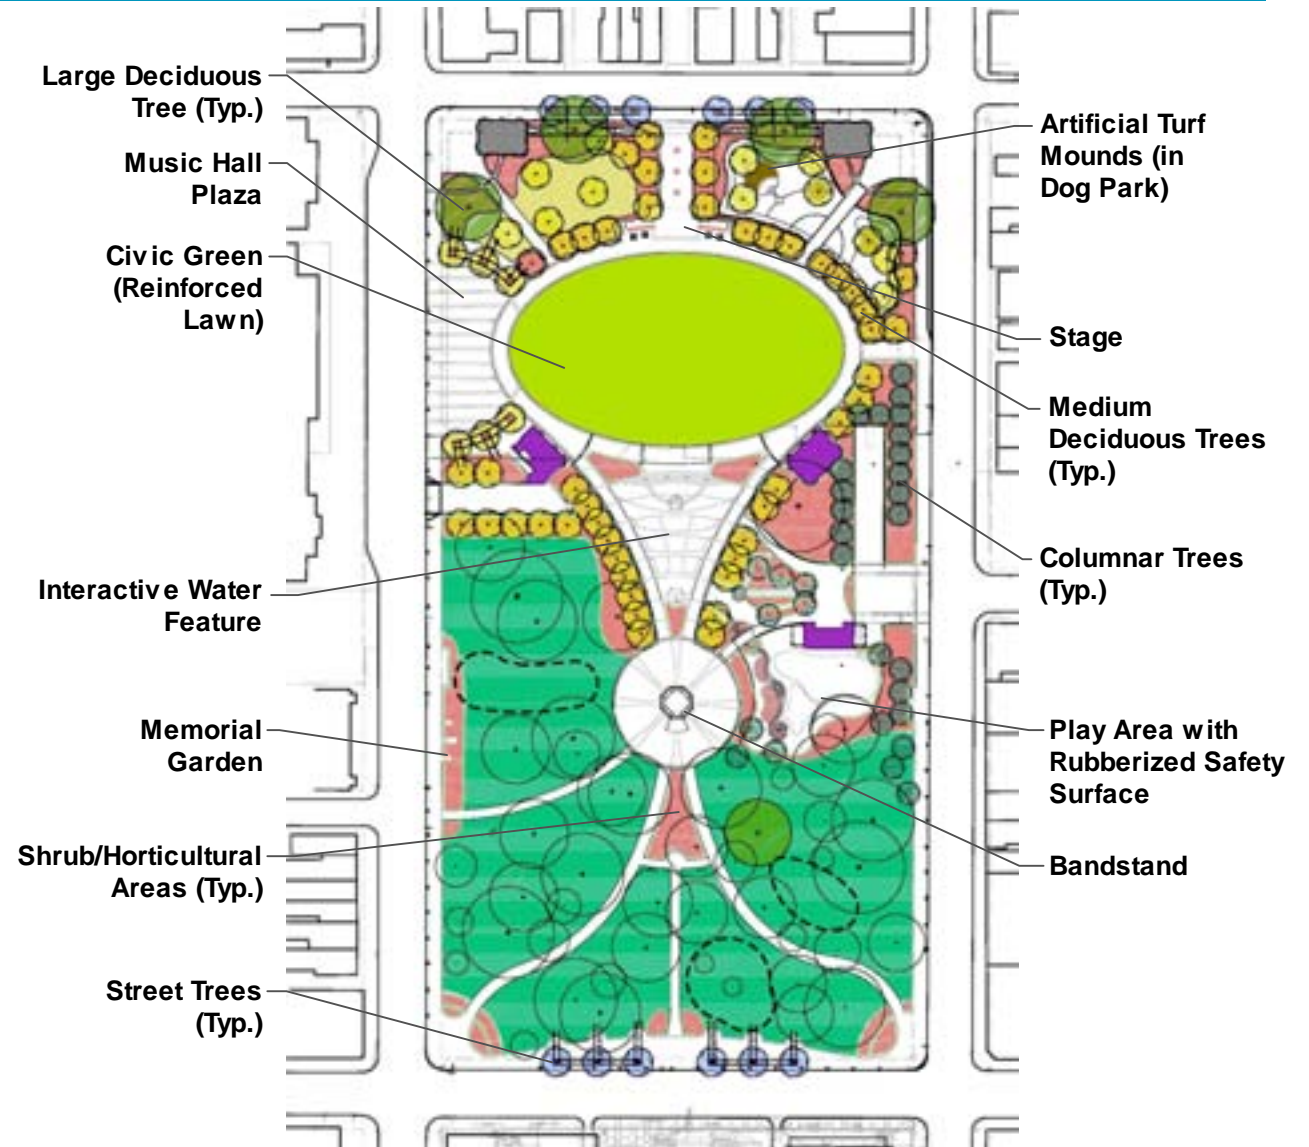 Large Deciduous
Tree (Typ.)
Music Hall
Plaza
Civic Green
(Reinforced
Lawn)
Interactive Water
Feature
Memorial
Garden
Shrub/Horticultural
Areas (Typ.)
Street Trees
(Typ.)
Artificial Turf
Mounds (in
Dog Park)
Stage
Medium
Deciduous Trees
(Typ.)
Columnar Trees
(Typ.)
Play Area with
Rubberized Safety
Surface
Bandstand